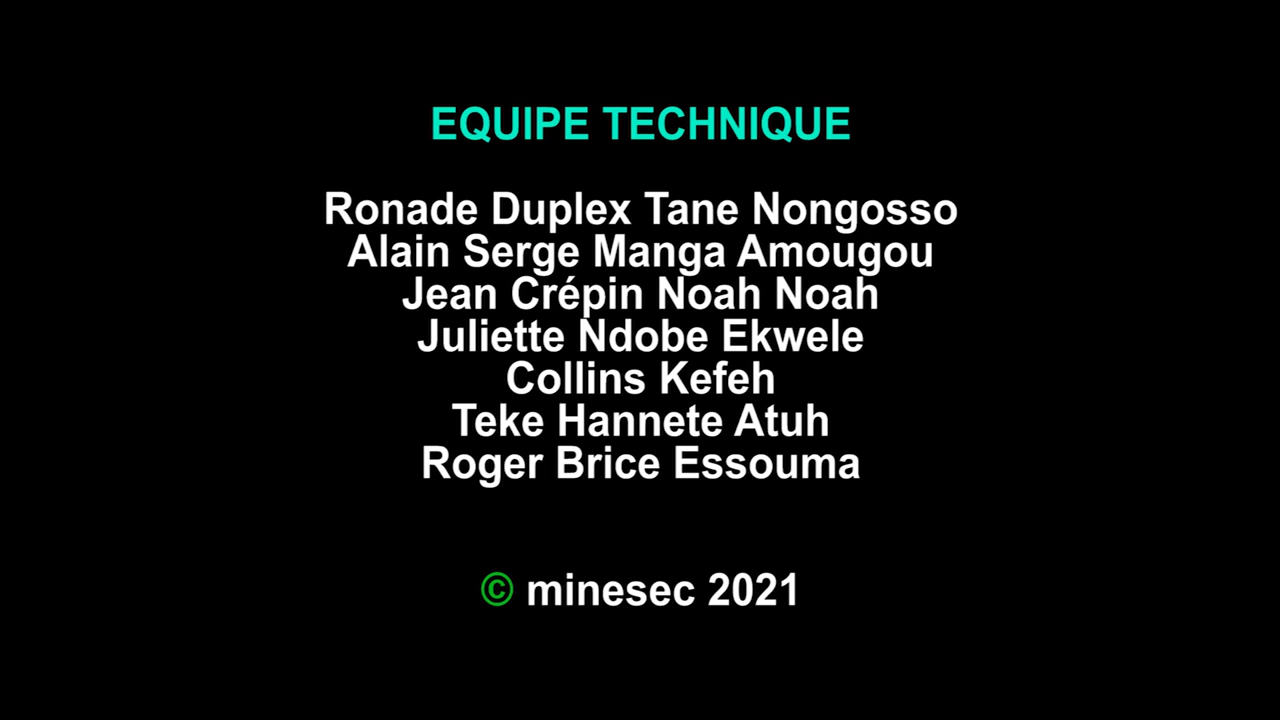 EQUIPE TECHNIQUE
Ronade Duplex Tane Nongosso
Alain Serge Manga Amougou
Jean Crépin Noah Noah
Juliette Ndobe Ekwele
Collins Kefeh
Teke Hannete Atuh
Roger Brice Essouma
© minesec 2021